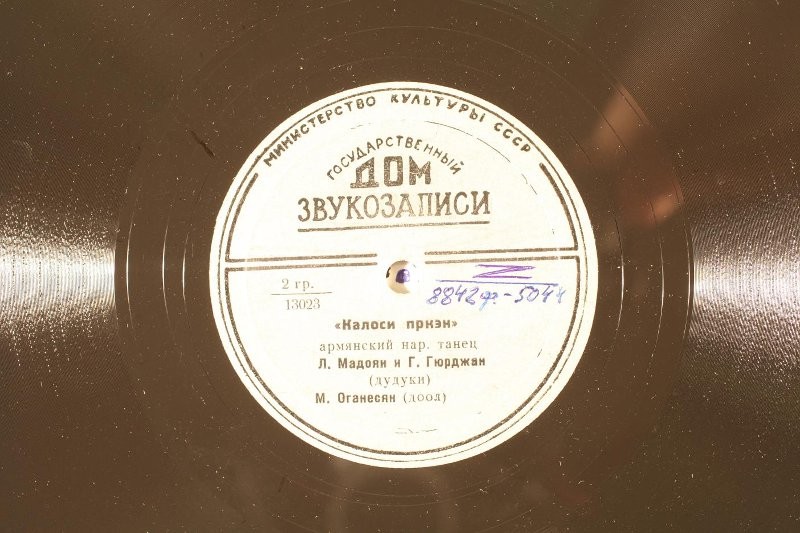 МИНИСТЕРСТВО КУЛЬТУРЫ СССР
ГОСУДАРСТВЕННЫЙ
ДОМ
ЗВУКОЗАПИСИ
2 гр.
13023
8842ф-5044
«Калоси пркэн»
армянский нар. танец
Л. Мадоян и Г. Гюрджан
(дудуки)
М. Оганесян (доол)